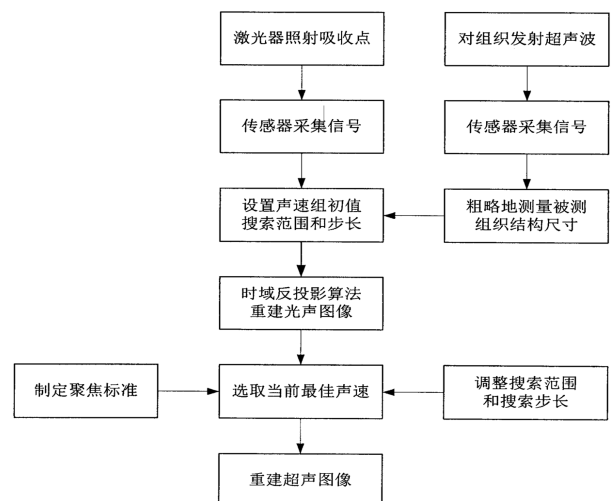 激光器照射吸收点
对组织发射超声波
传感器采集信号
传感器采集信号
设置声速组初值
搜索范围和步长
粗略地测量被测
组织结构尺寸
时域反投影算法
重建光声图像
制定聚焦标准
选取当前最佳声速
调整搜索范围
和搜索步长
重建超声图像